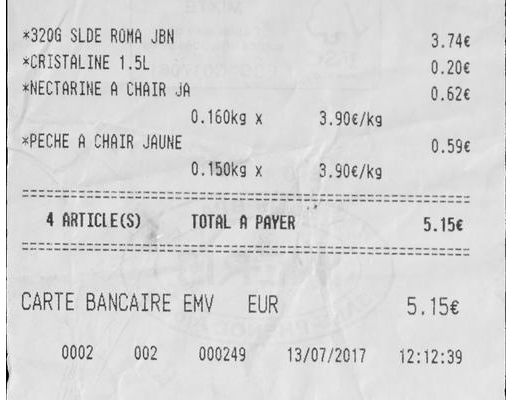 *320G SLDE ROMA JBN 3.74€
*CRISTALINE 1.5L 0.20€
*NECTARINE A CHAIR JA 0.62€
0.160kg x 3.90€/kg
*PECHE A CHAIR JAUNE 0.59€
0.150kg x 3.90€/kg
4 ARTICLE(S) TOTAL A PAYER 5.15€
CARTE BANCAIRE EMV EUR 5.15€
0002 002 000249 13/07/2017 12:12:39